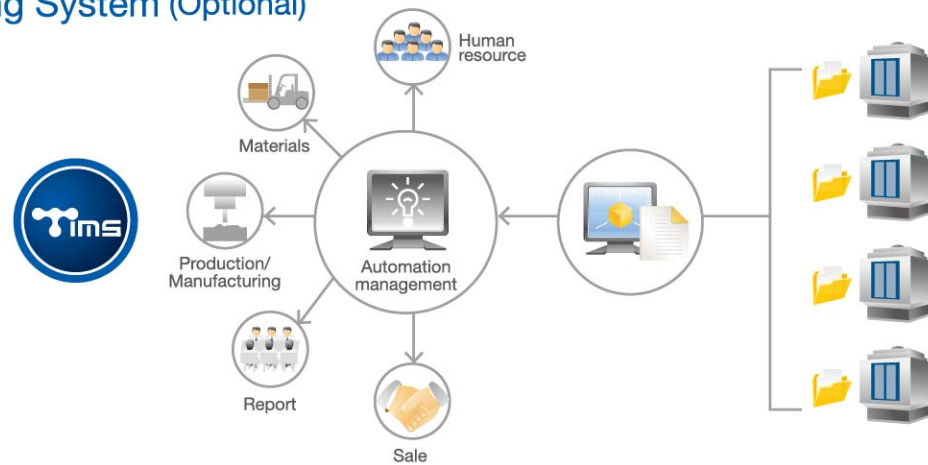 System (Optional)
Human
resource
Materials
Tims
Production/
Manufacturing
Automation
management
Report
Sale